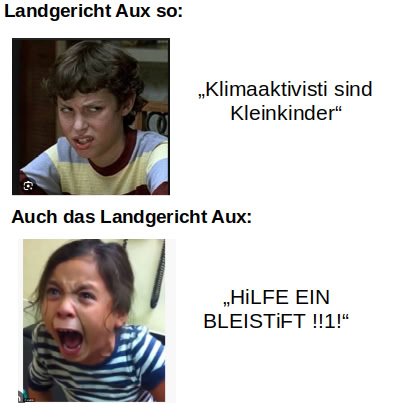 Landgericht Aux so:
„Klimaaktivisti sind
Kleinkinder“
Auch das Landgericht Aux:
„HiLFE EIN
BLEISTiFT !!1!“